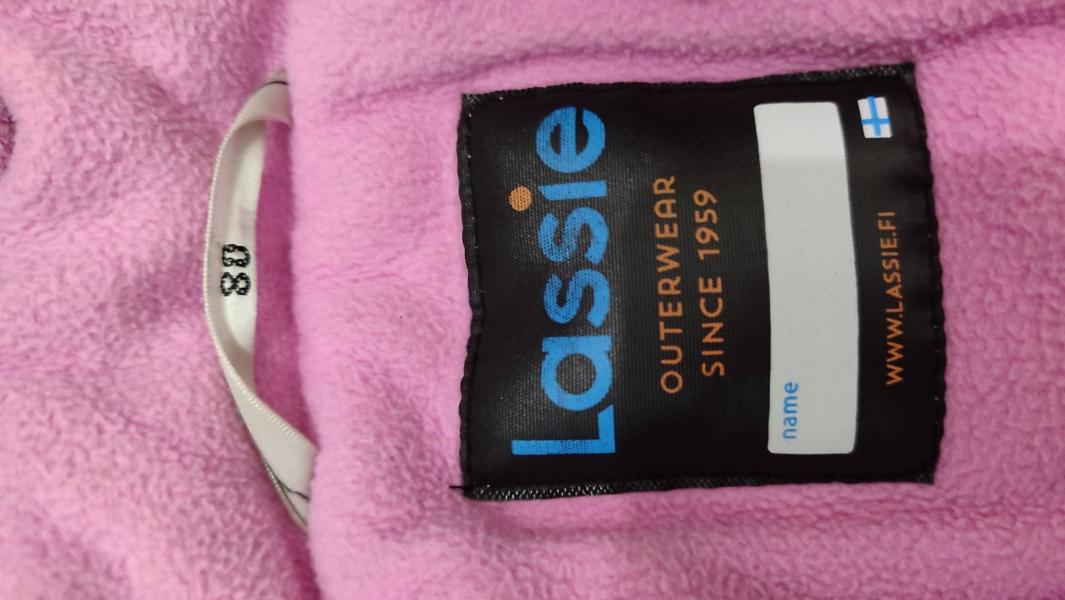 80
Lassie
OUTERWEAR
SINCE 1959
name
WWW.LASSIE.FI